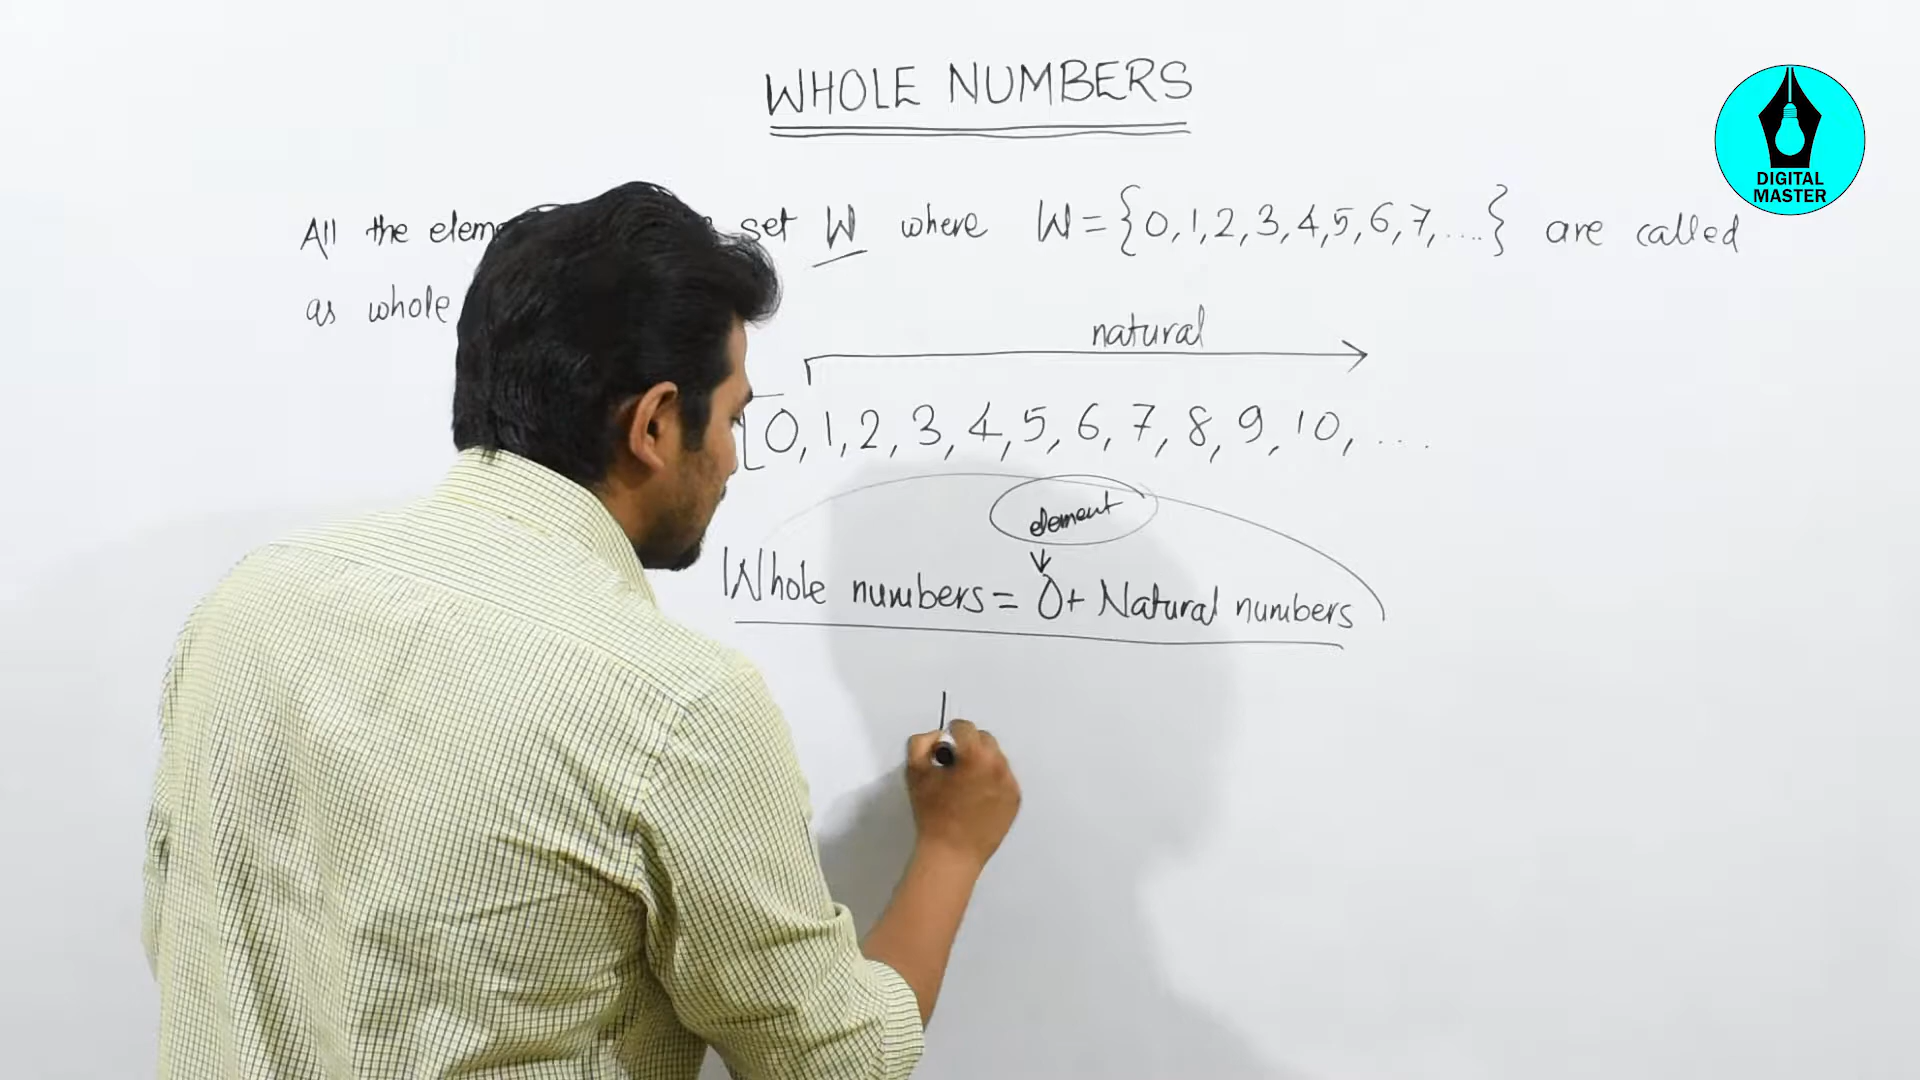 WHOLE NUMBERS
DIGITAL
MASTER
All the set W where W = {0, 1, 2, 3, 4, 5, 6, 7, ....} are called
as whole
natural
0, 1, 2, 3, 4, 5, 6, 7, 8, 9, 10, ....
element
Whole numbers = 0 + Natural numbers